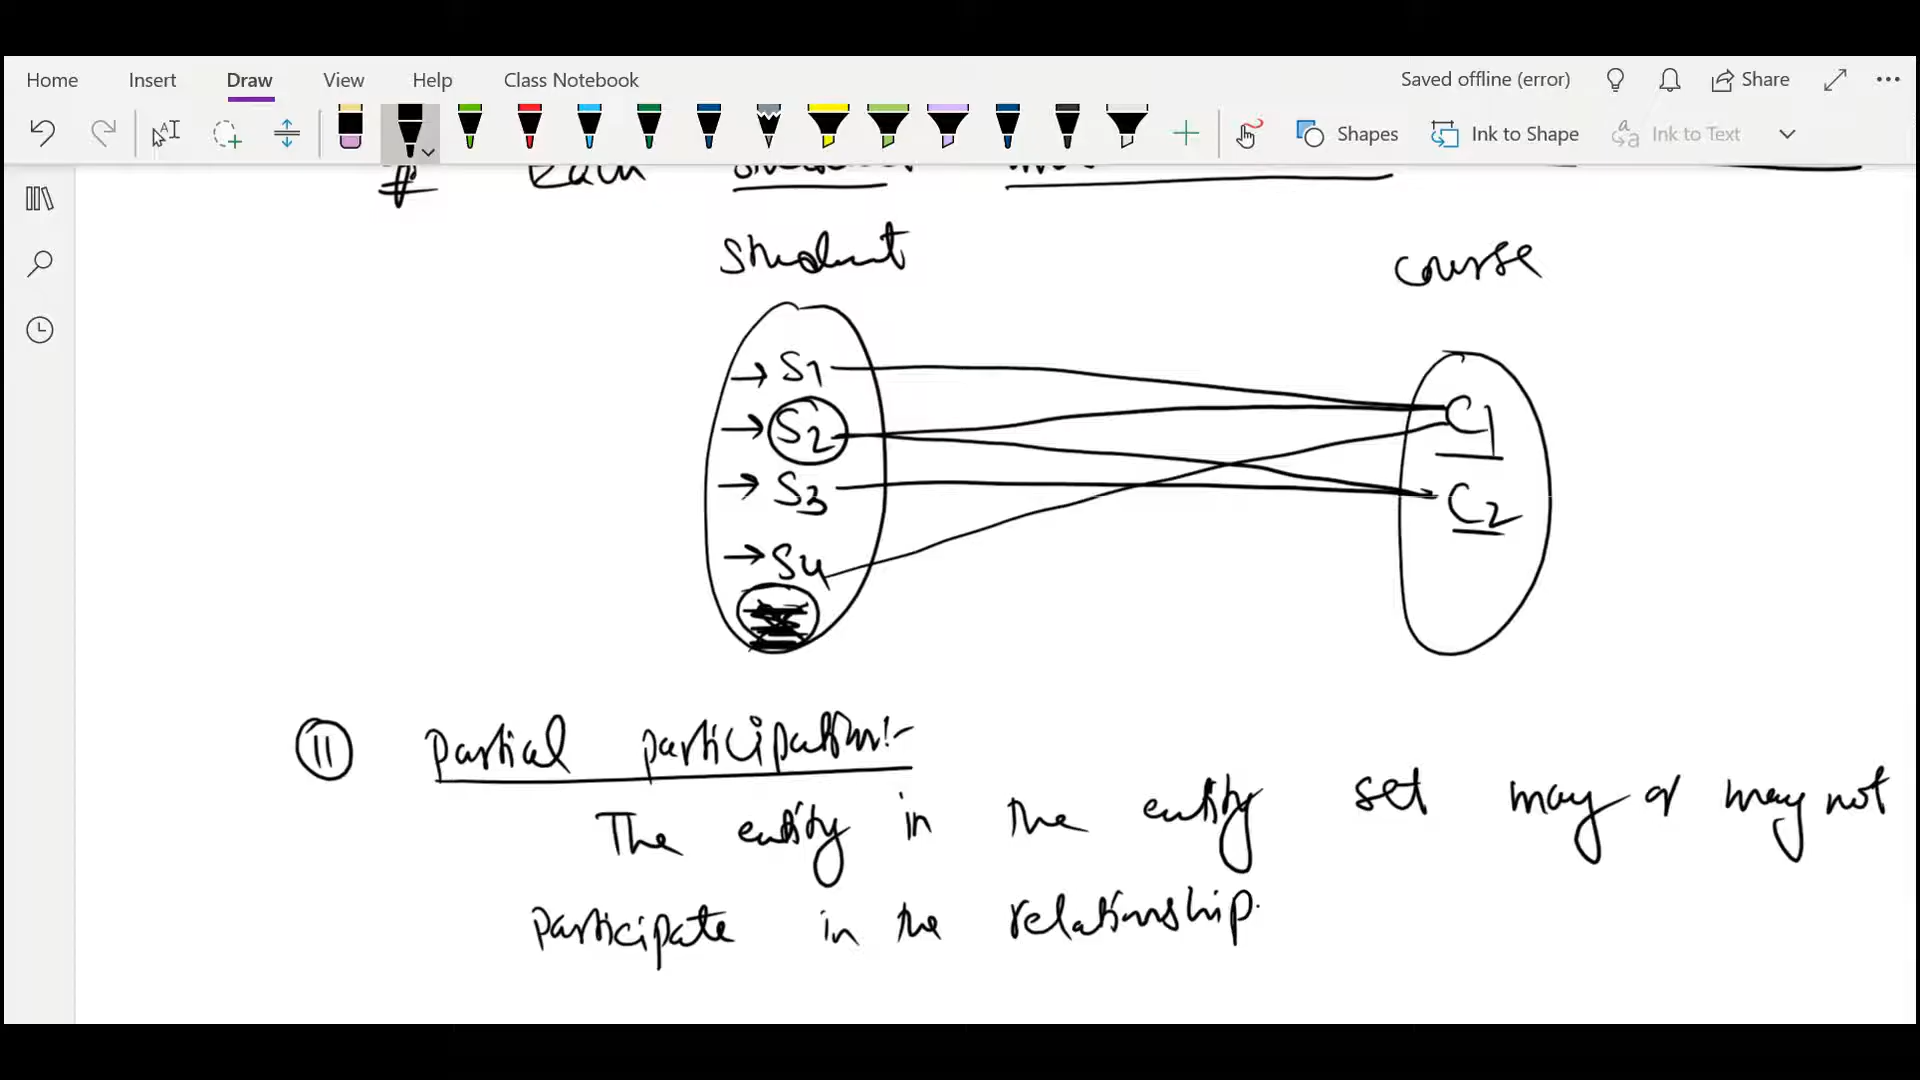 Home Insert Draw View Help Class Notebook Saved offline (error) Share
Shapes Ink to Shape Ink to Text
# Each student
Student Course
S1
S2
S3
S4
C1
C2
(II) Partial participation:-
The entity in the entity set may or may not
participate in the relationship.